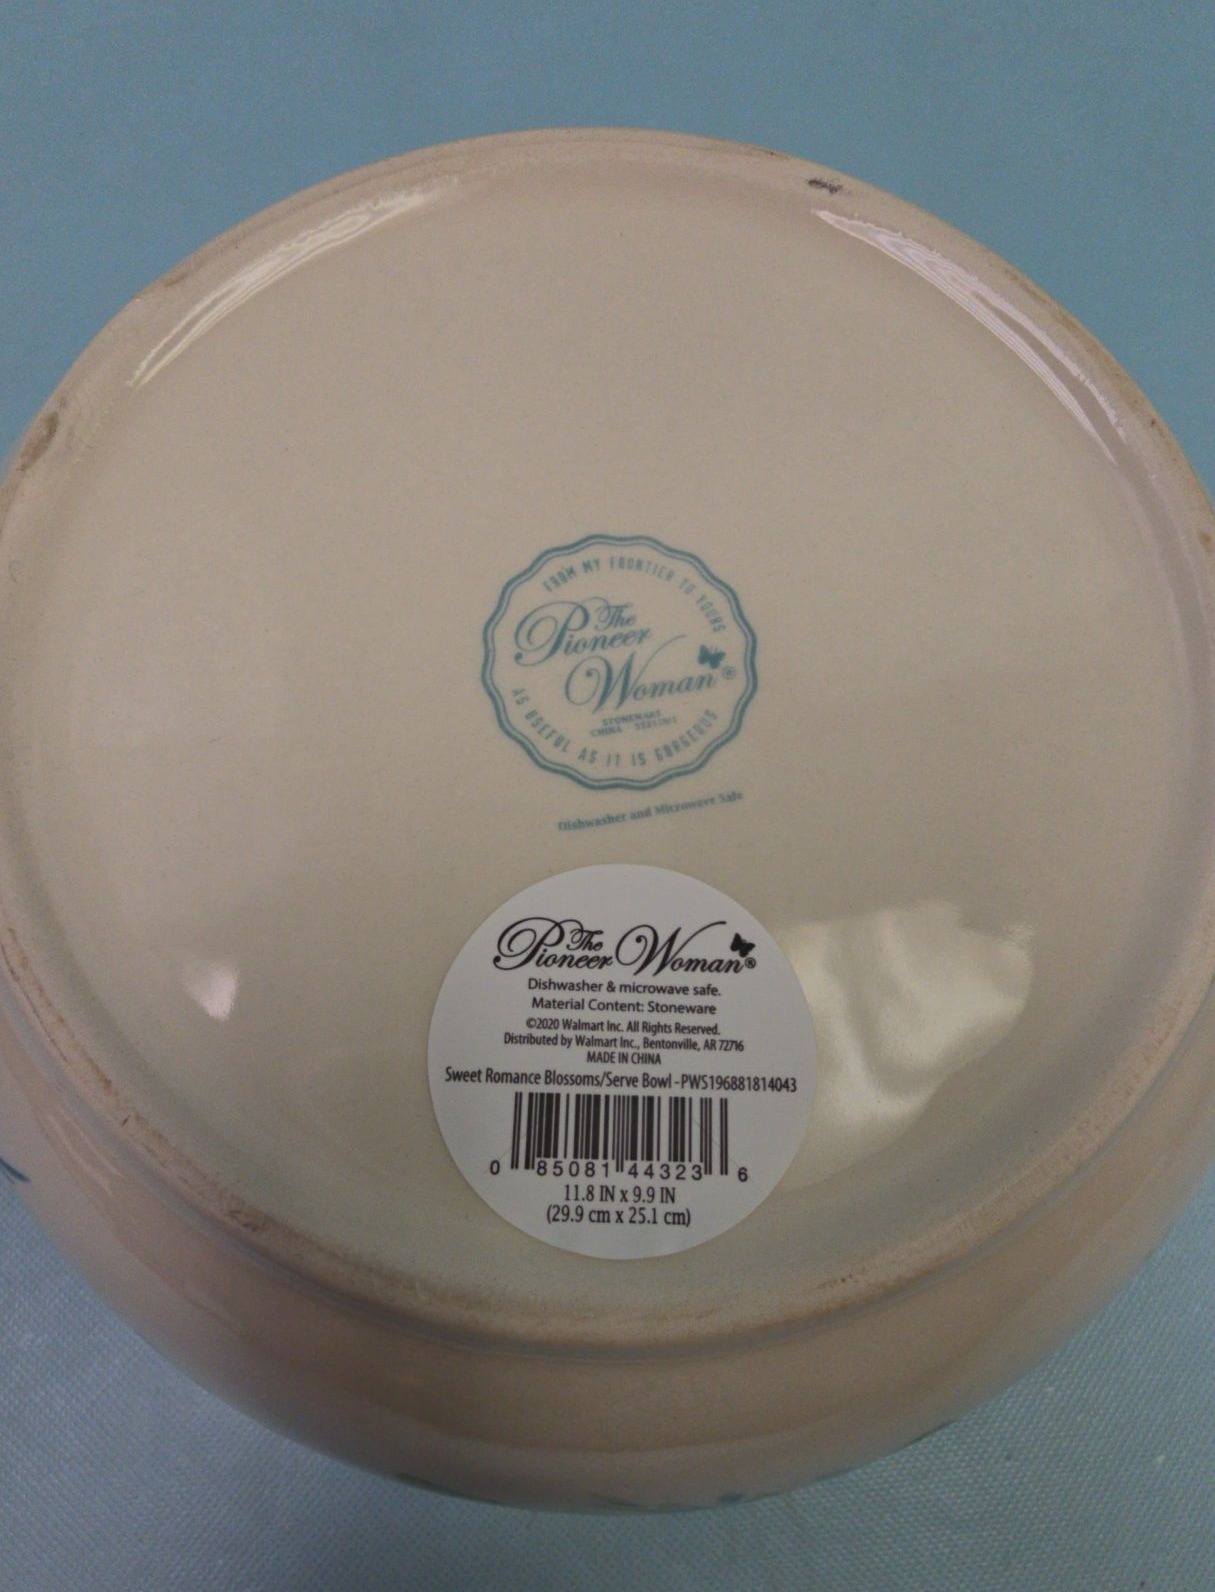 FROM MY FRONTIER TO YOURS
The
Pioneer
Woman®
STONEWARE
CHINA
AS USEFUL AS IT IS GORGEOUS
Dishwasher and Microwave Safe
The
Pioneer Woman®
Dishwasher & microwave safe.
Material Content: Stoneware
©2020 Walmart Inc. All Rights Reserved.
Distributed by Walmart Inc., Bentonville, AR 72716
MADE IN CHINA
Sweet Romance Blossoms/Serve Bowl - PWS196881814043
0 85081 44323 6
11.8 IN x 9.9 IN
(29.9 cm x 25.1 cm)